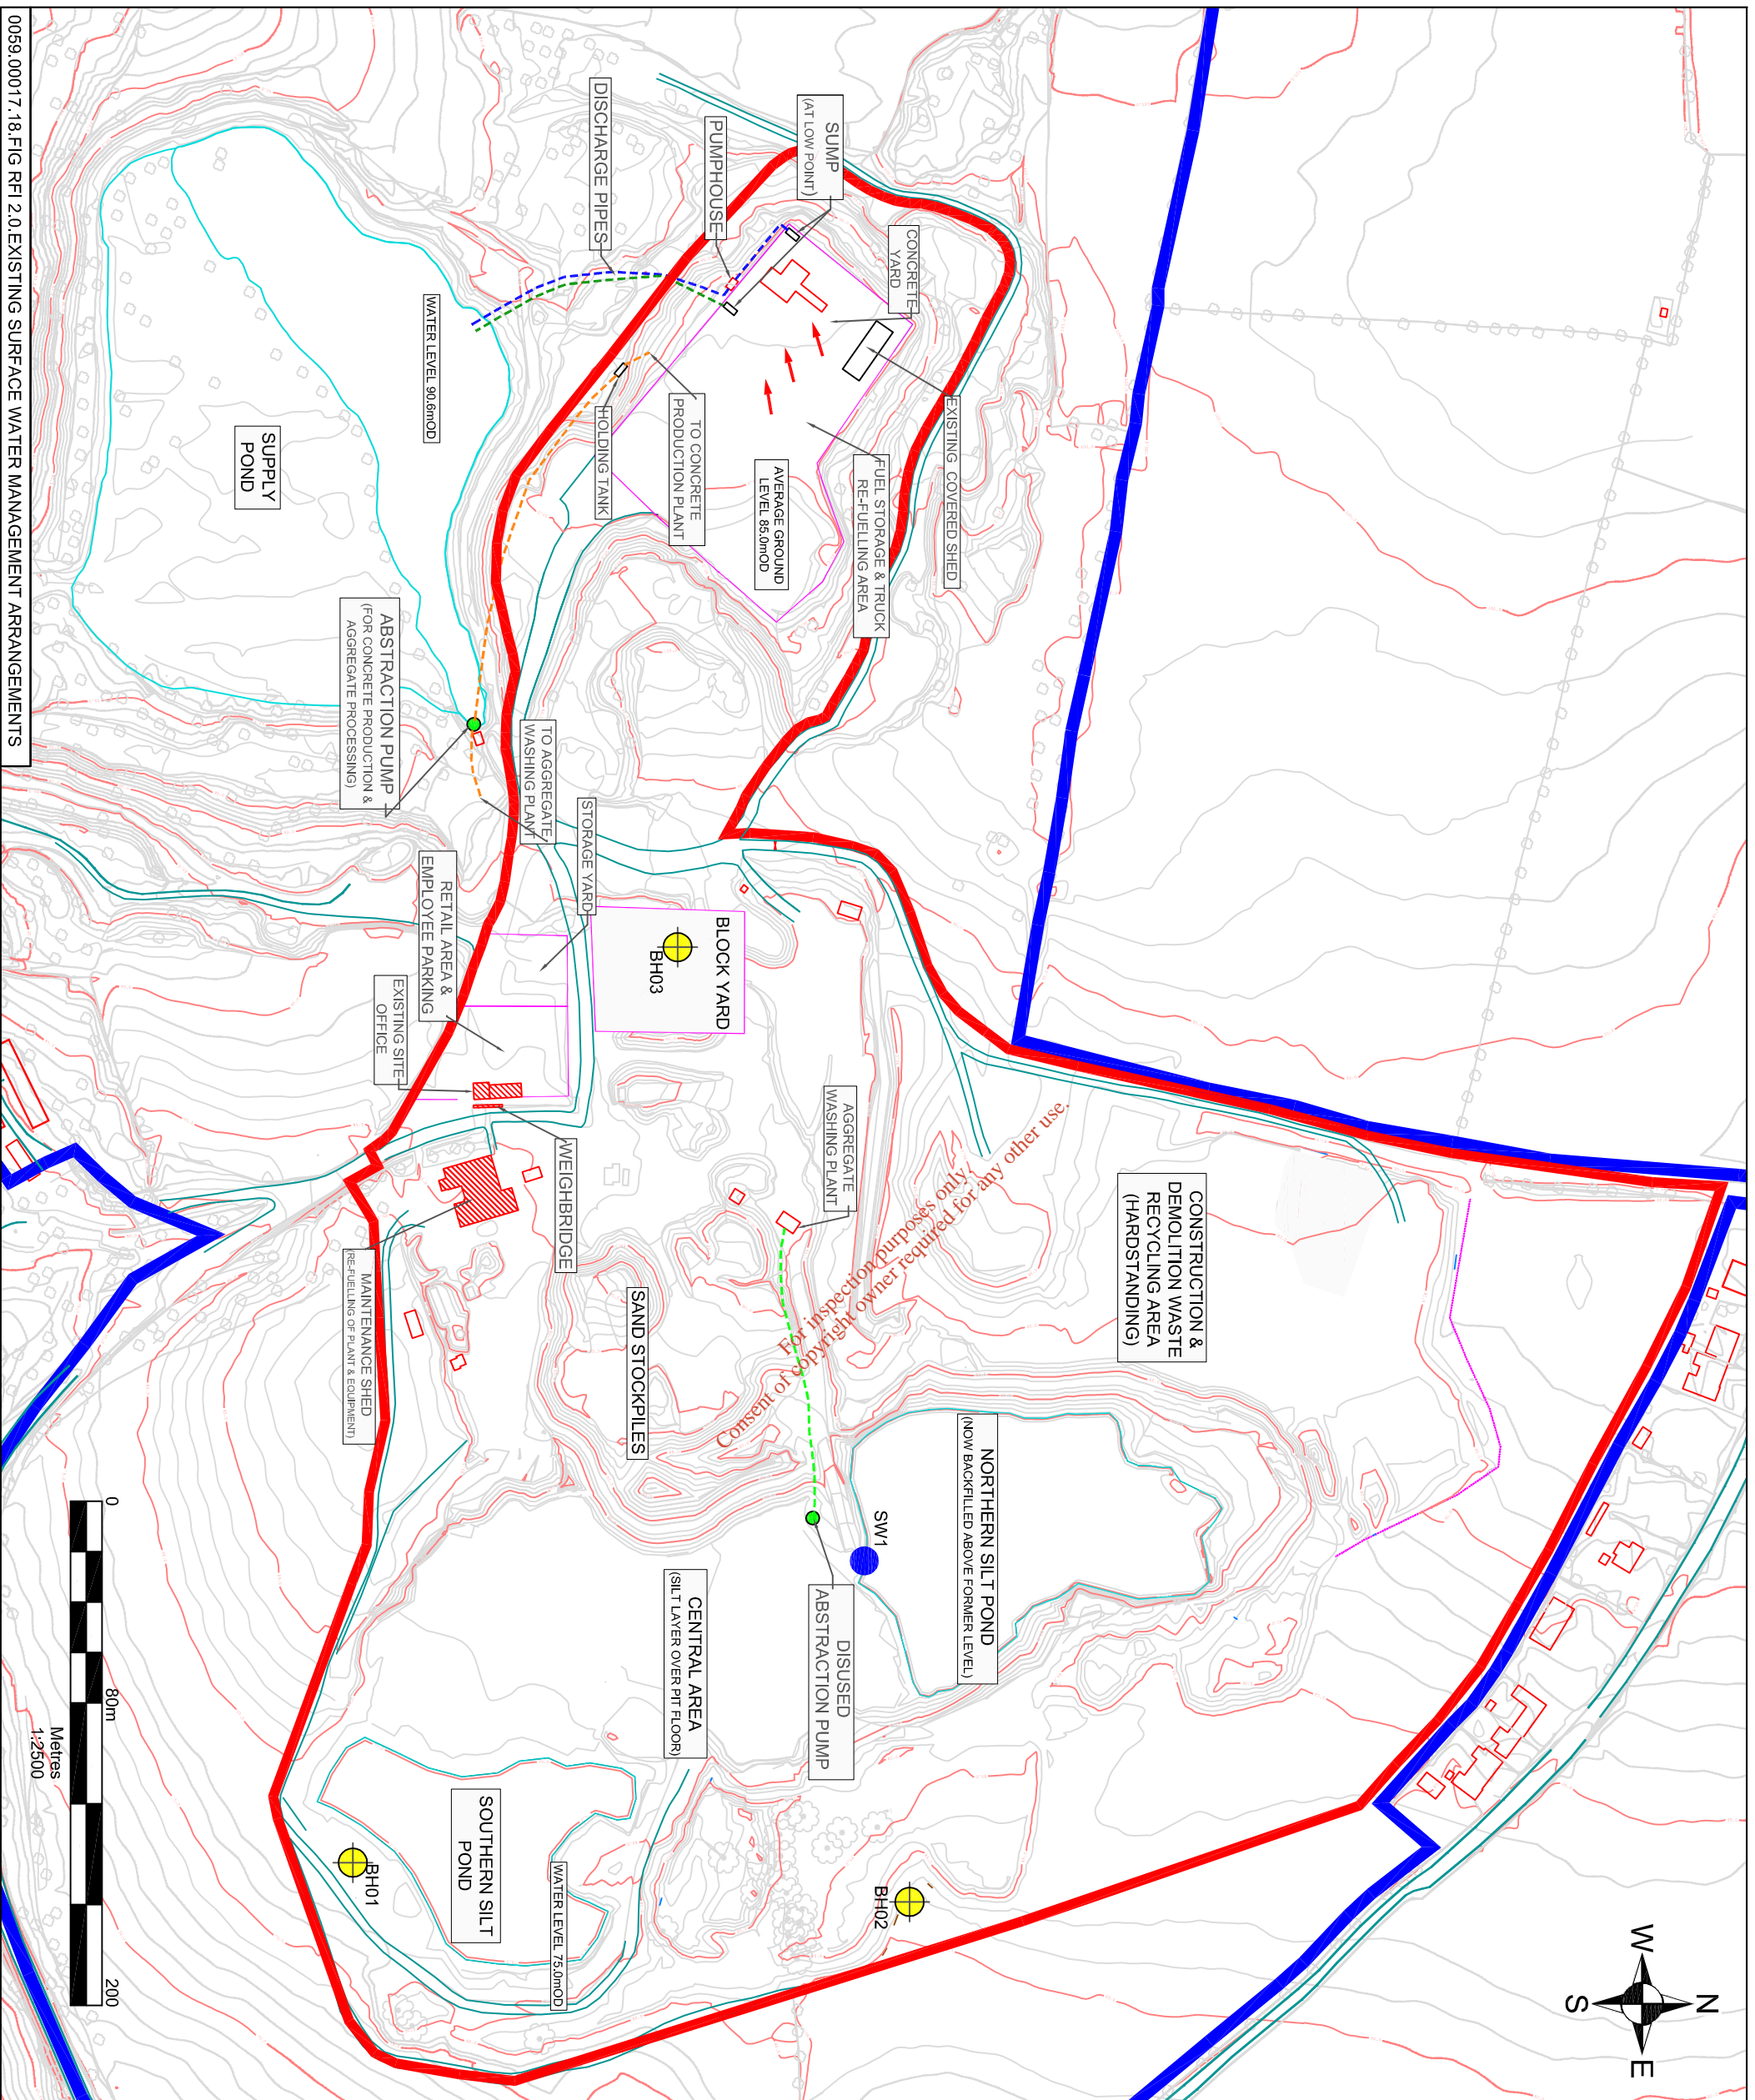 0059.00017.18.FIG RFI 2.0.EXISTING SURFACE WATER MANAGEMENT ARRANGEMENTS
SUMP
(AT LOW POINT)
PUMPHOUSE
DISCHARGE PIPES
CONCRETE
YARD
EXISTING COVERED SHED
FUEL STORAGE & TRUCK
RE-FUELLING AREA
AVERAGE GROUND
LEVEL 85.0mOD
TO CONCRETE
PRODUCTION PLANT
HOLDING TANK
WATER LEVEL 90.6mOD
SUPPLY
POND
ABSTRACTION PUMP
(FOR CONCRETE PRODUCTION &
AGGREGATE PROCESSING)
TO AGGREGATE
WASHING PLANT
STORAGE YARD
BLOCK YARD
BH03
RETAIL AREA &
EMPLOYEE PARKING
EXISTING SITE
OFFICE
WEIGHBRIDGE
MAINTENANCE SHED
(RE-FUELLING OF PLANT & EQUIPMENT)
AGGREGATE
WASHING PLANT
SAND STOCKPILES
CONSTRUCTION &
DEMOLITION WASTE
RECYCLING AREA
(HARDSTANDING)
For inspection purposes only.
Consent of copyright owner required for any other use.
NORTHERN SILT POND
(NOW BACKFILLED ABOVE FORMER LEVEL)
SW1
DISUSED
ABSTRACTION PUMP
CENTRAL AREA
(SILT LAYER OVER PIT FLOOR)
SOUTHERN SILT
POND
WATER LEVEL 75.0mOD
BH01
BH02
0
80m
200
Metres
1:2500
N
W
E
S